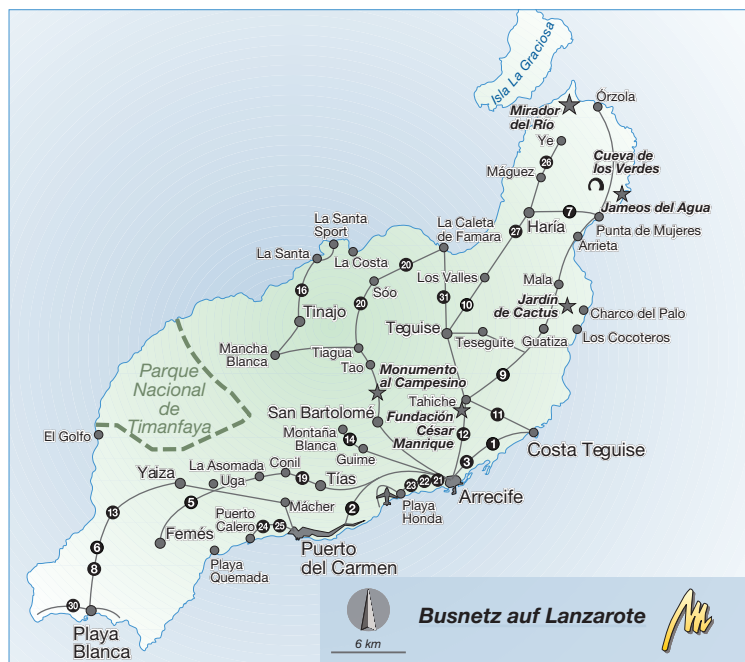 Isla La Graciosa
Mirador
del Río
Órzola
Ye
26
Cueva de
los Verdes
Máguez
Jameos del Agua
7
Haría
27
Punta de Mujeres
Arrieta
La Santa
Sport
La Caleta
de Famára
La Santa
La Costa
20
Los Valles
Mala
Sóo
16
20
31
10
Jardín
de Cactus
Charco del Palo
Tinajo
Teguise
Teseguite
Guatiza
Los Cocoteros
Mancha
Blanca
Tiagua
Tao
Parque
Nacional
de
Timanfaya
Monumento
al Campesino
9
Tahiche
San Bartolomé
Fundación
César
Manrique
11
El Golfo
Montaña
Blanca
14
12
1
Costa Teguise
Guime
3
La Asomada
Conil
Yaiza
Uga
19
Tías
23
22
21
Arrecife
5
Mácher
2
Playa
Honda
13
Puerto
Calero
24
25
6
Femés
Puerto
del Carmen
8
Playa
Quemada
30
Playa
Blanca
6 km
Busnetz auf Lanzarote